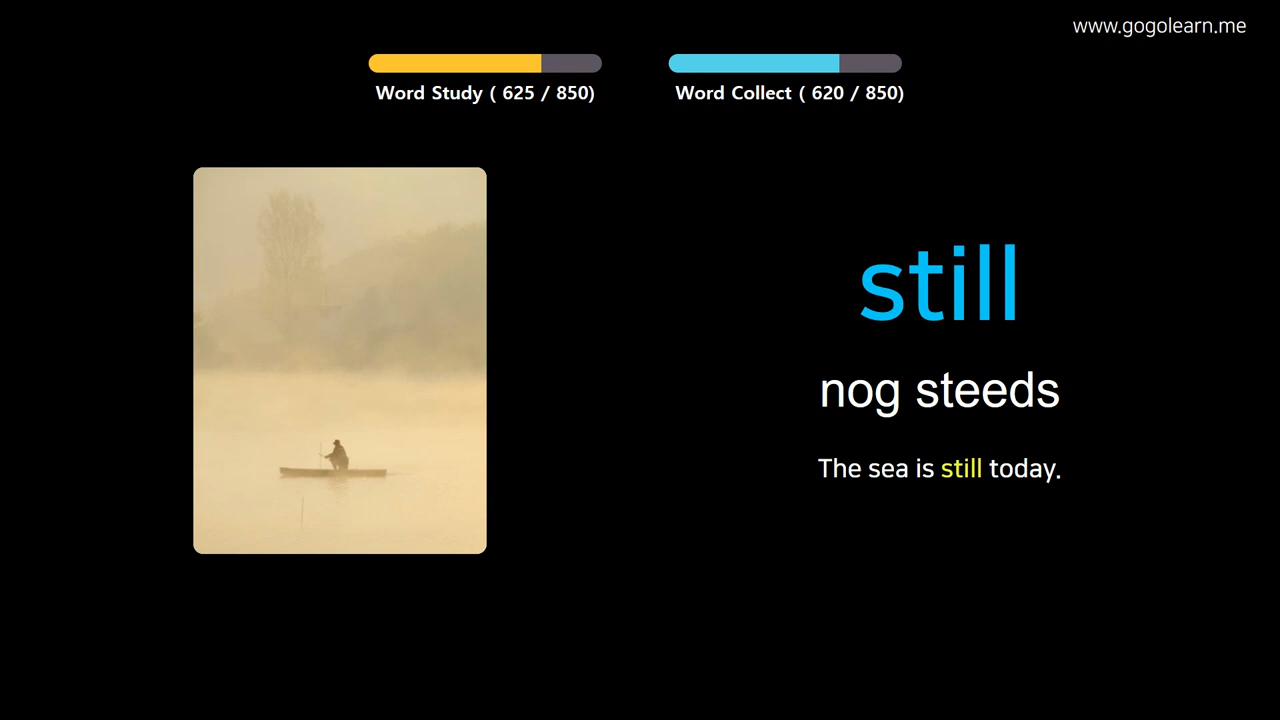 www.gogolearn.me
Word Study ( 625 / 850)
Word Collect ( 620 / 850)
still
nog steeds
The sea is still today.